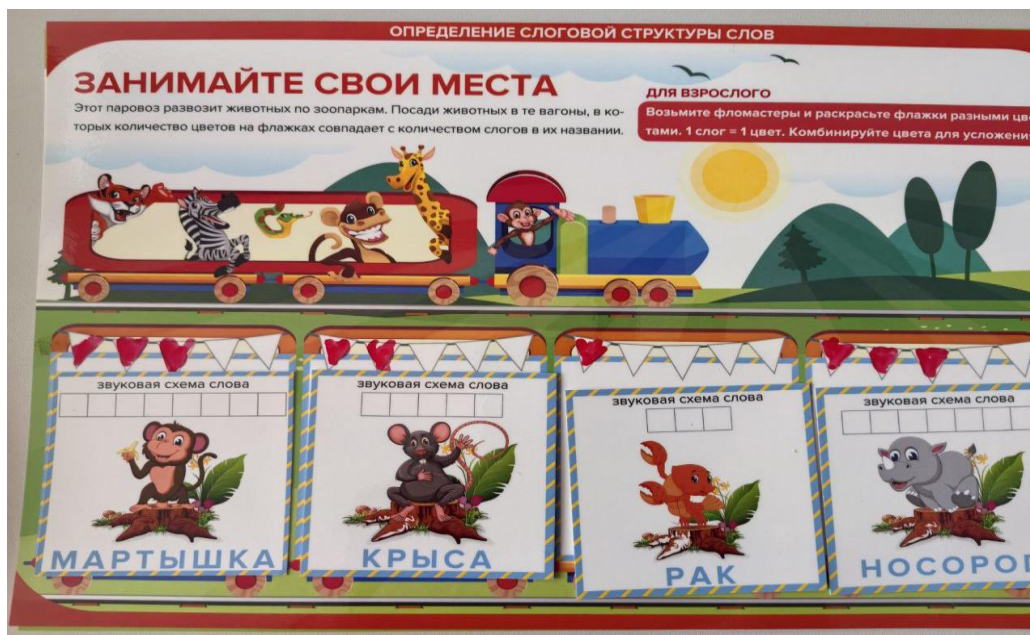 ОПРЕДЕЛЕНИЕ СЛОГОВОЙ СТРУКТУРЫ СЛОВ
ЗАНИМАЙТЕ СВОИ МЕСТА
Этот паровоз развозит животных по зоопаркам. Посади животных в те вагоны, в ко-
торых количество цветов на флажках совпадает с количеством слогов в их названии.
ДЛЯ ВЗРОСЛОГО
Возьмите фломастеры и раскрасьте флажки разными цве
тами. 1 слог = 1 цвет. Комбинируйте цвета для усложени
звуковая схема слова
МАРТЫШКА
звуковая схема слова
КРЫСА
звуковая схема слова
РАК
звуковая схема слова
НОСОРОГ